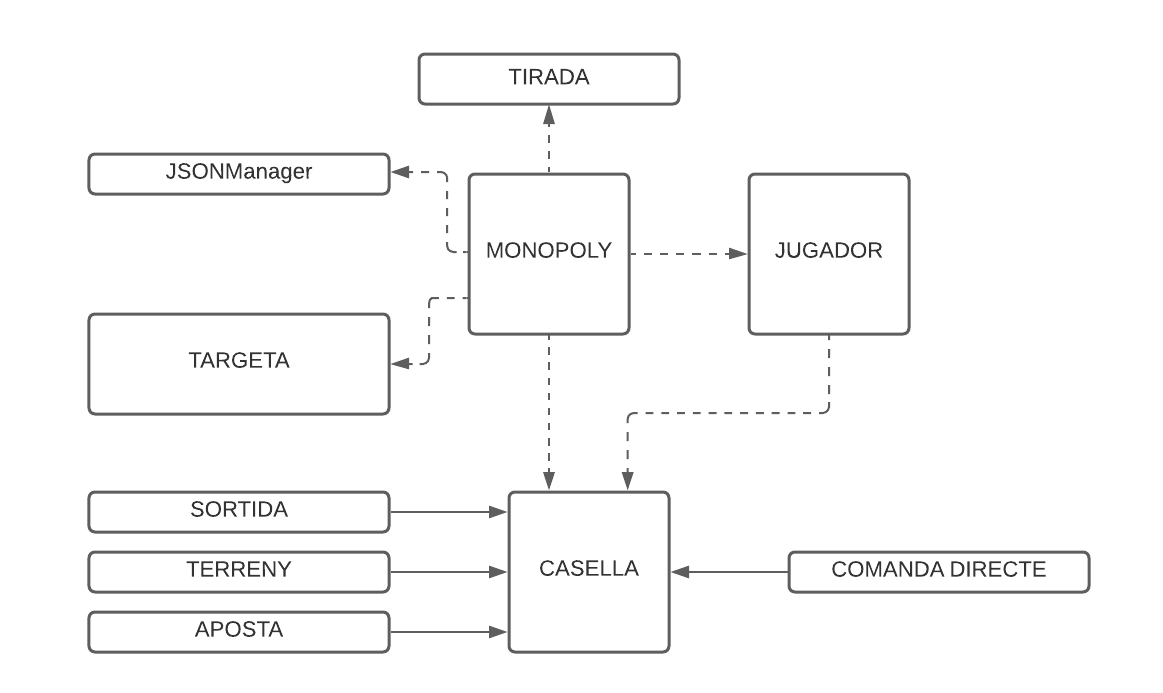 TIRADA
JSONManager
MONOPOLY
JUGADOR
TARGETA
SORTIDA
TERRENY
CASELLA
COMANDA DIRECTE
APOSTA